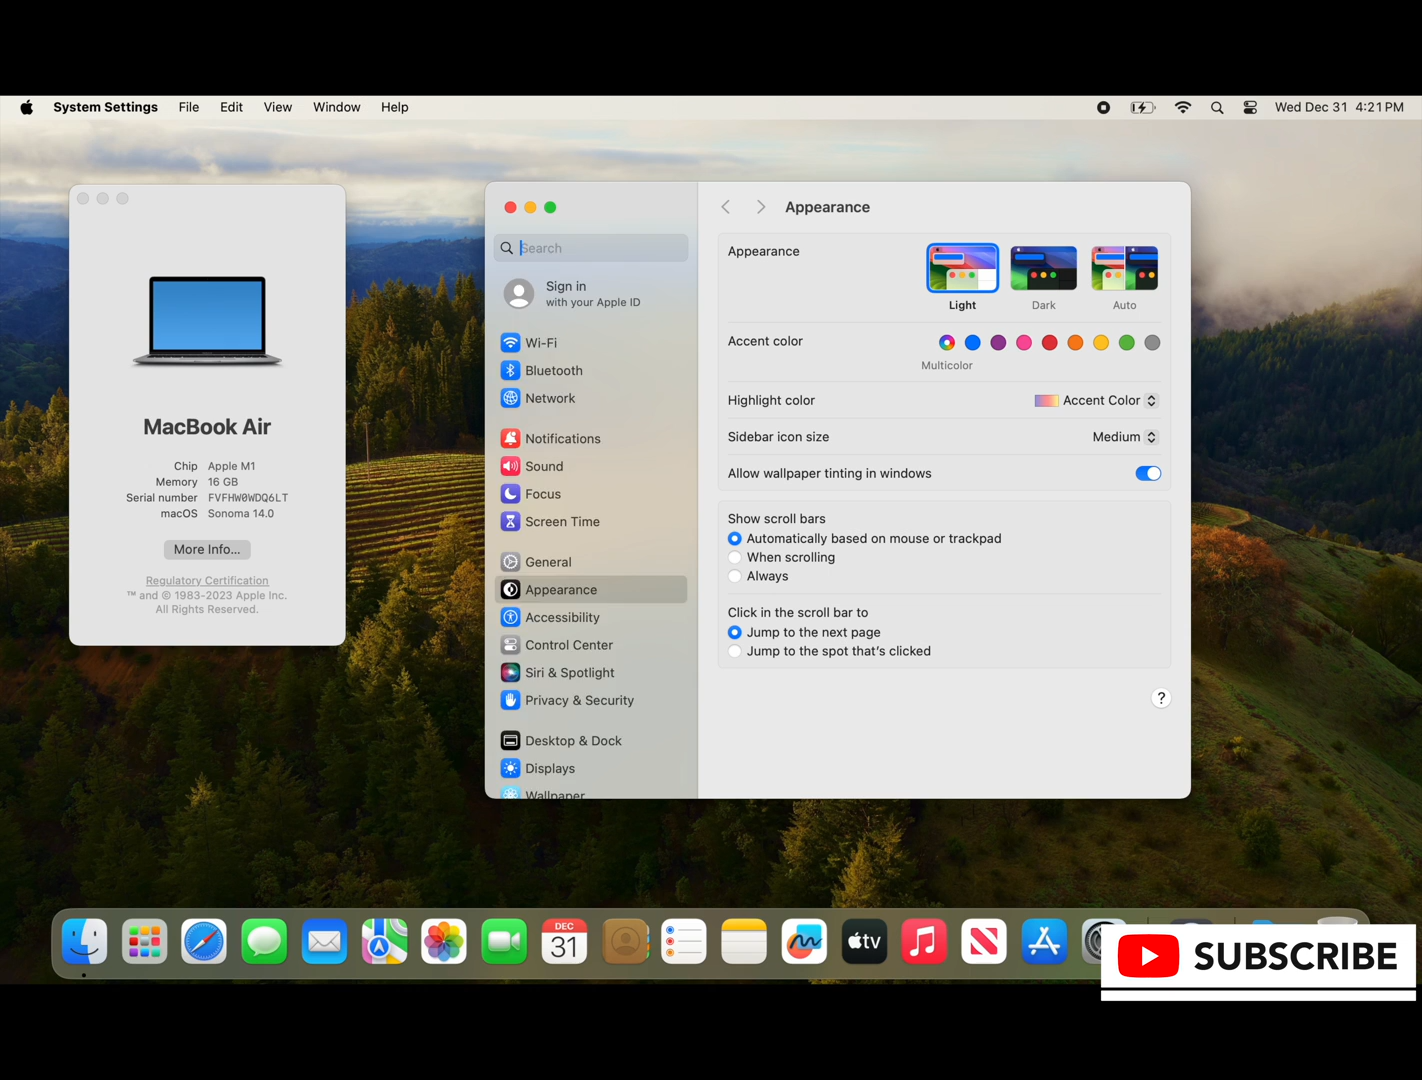 System Settings File Edit View Window Help Wed Dec 31 4:21 PM
MacBook Air
Chip Apple M1
Memory 16 GB
Serial number FVFHW0WDQ6LT
macOS Sonoma 14.0
More Info...
Regulatory Certification
™ and © 1983-2023 Apple Inc.
All Rights Reserved.
Search
Sign in
with your Apple ID
Wi-Fi
Bluetooth
Network
Notifications
Sound
Focus
Screen Time
General
Appearance
Accessibility
Control Center
Siri & Spotlight
Privacy & Security
Desktop & Dock
Displays
Wallpaper
Appearance
Appearance
Light Dark Auto
Accent color
Multicolor
Highlight color Accent Color
Sidebar icon size Medium
Allow wallpaper tinting in windows
Show scroll bars
Automatically based on mouse or trackpad
When scrolling
Always
Click in the scroll bar to
Jump to the next page
Jump to the spot that's clicked
?
DEC
31
tv
SUBSCRIBE